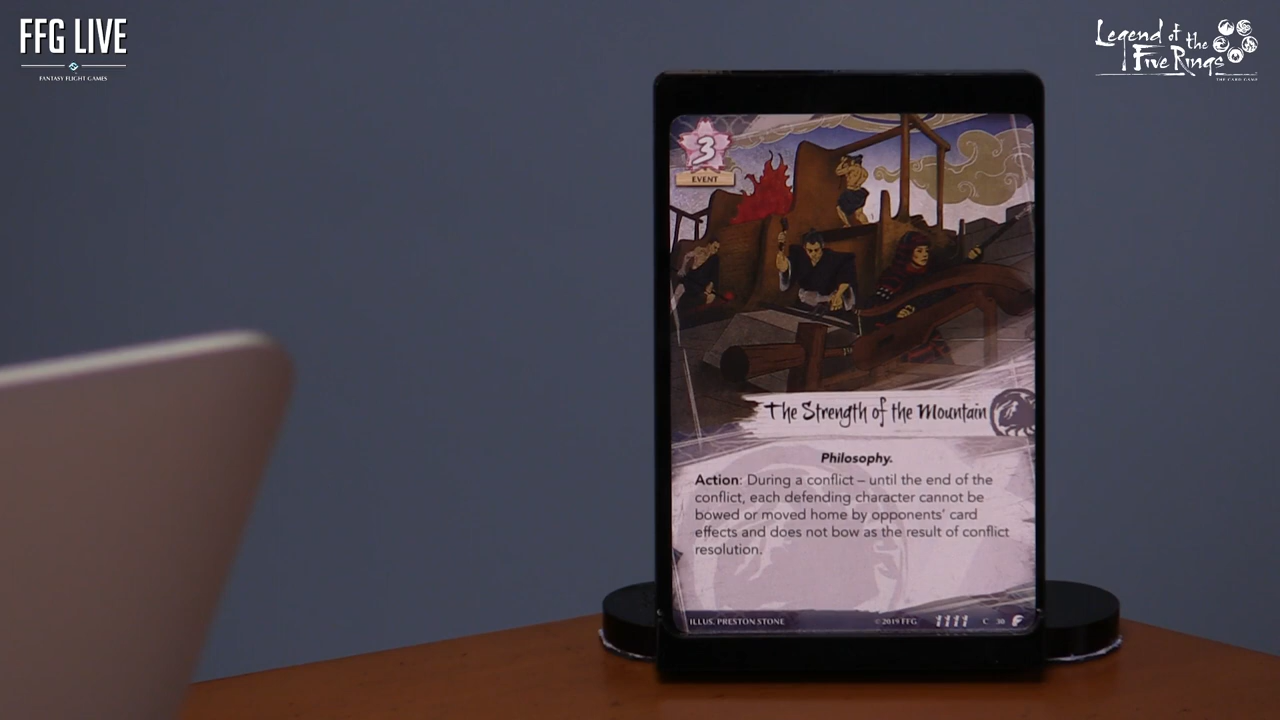 FFG LIVE
FANTASY FLIGHT GAMES
Legend of the
Five Rings
THE CARD GAME
3
EVENT
The Strength of the Mountain
Philosophy.
Action: During a conflict – until the end of the
conflict, each defending character cannot be
bowed or moved home by opponents' card
effects and does not bow as the result of conflict
resolution.
ILLUS. PRESTON STONE
© 2019 FFG
C 30 F